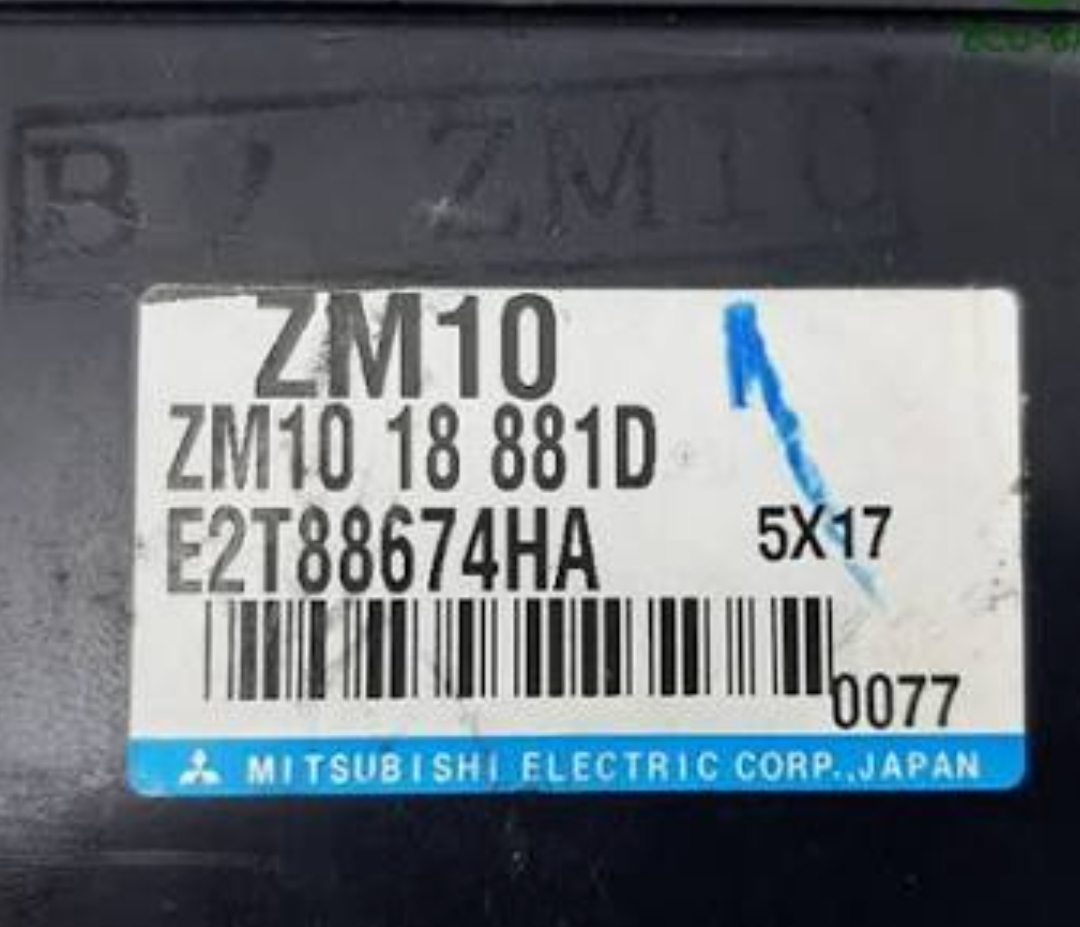 B ZM10
ZM10
ZM10 18 881D
E2T88674HA 5X17
0077
MITSUBISHI ELECTRIC CORP., JAPAN